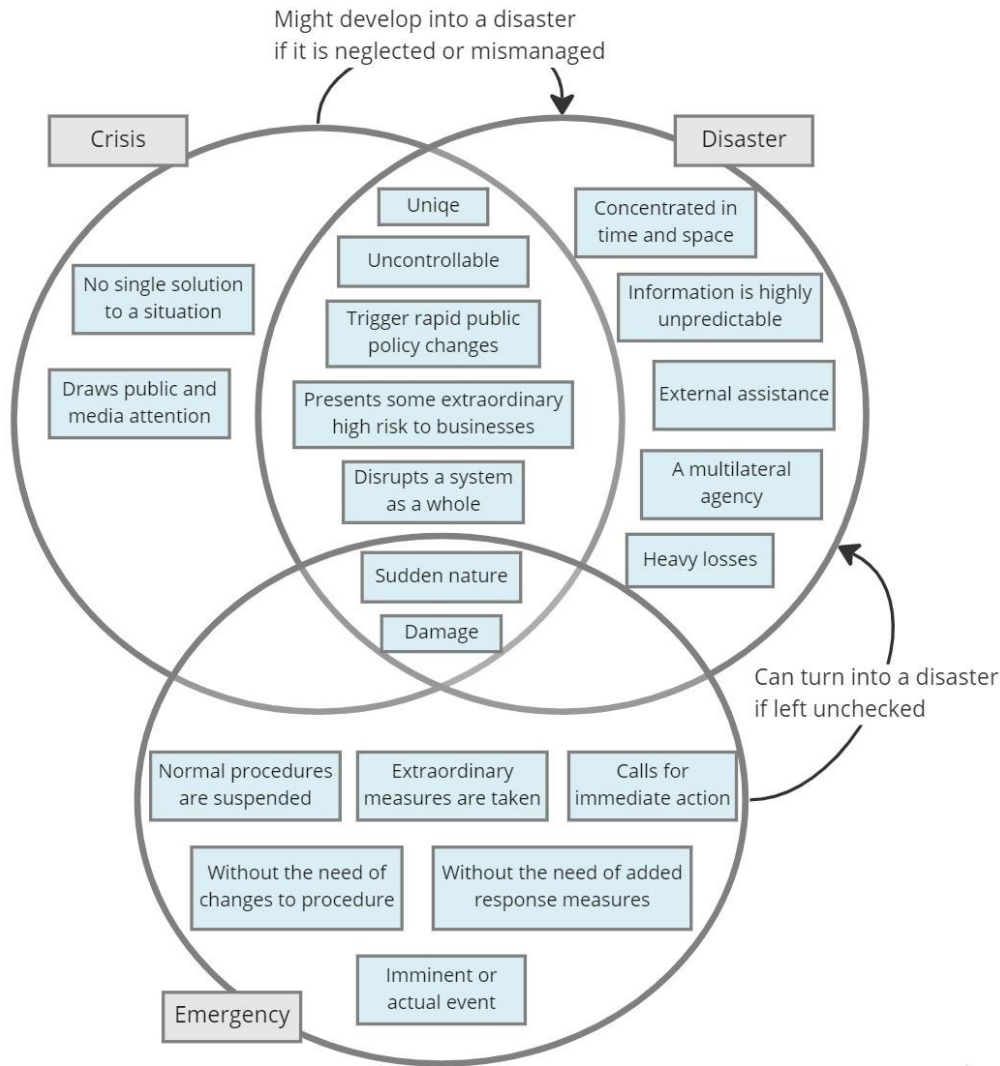 Might develop into a disaster
if it is neglected or mismanaged
Crisis
Disaster
Uniqe
Uncontrollable
Trigger rapid public
policy changes
Presents some extraordinary
high risk to businesses
Disrupts a system
as a whole
No single solution
to a situation
Draws public and
media attention
Concentrated in
time and space
Information is highly
unpredictable
External assistance
A multilateral
agency
Heavy losses
Sudden nature
Damage
Can turn into a disaster
if left unchecked
Normal procedures
are suspended
Extraordinary
measures are taken
Calls for
immediate action
Without the need of
changes to procedure
Without the need of added
response measures
Imminent or
actual event
Emergency